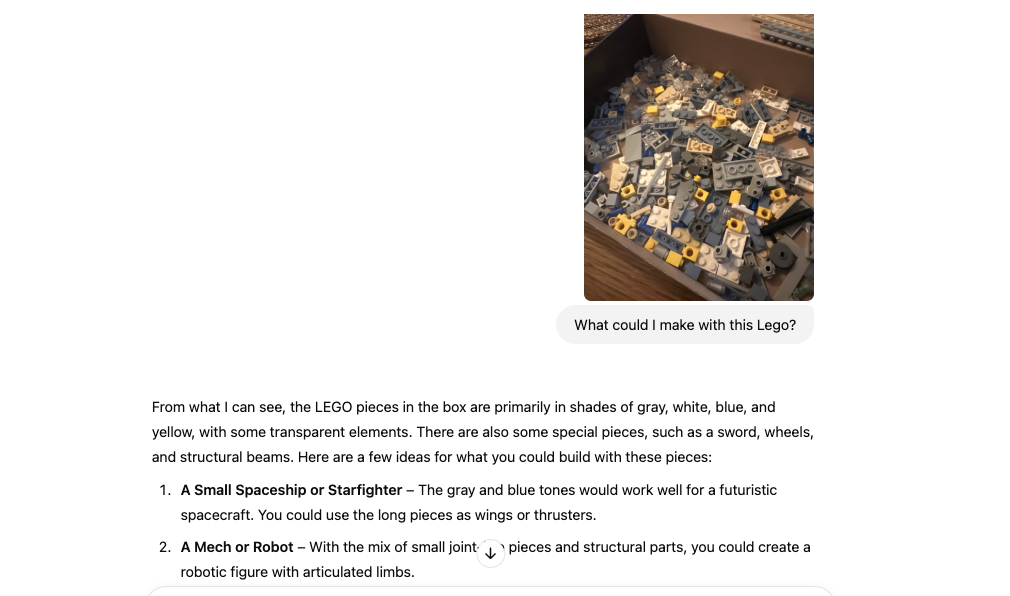 What could I make with this Lego?
From what I can see, the LEGO pieces in the box are primarily in shades of gray, white, blue, and
yellow, with some transparent elements. There are also some special pieces, such as a sword, wheels,
and structural beams. Here are a few ideas for what you could build with these pieces:
1. A Small Spaceship or Starfighter – The gray and blue tones would work well for a futuristic
spacecraft. You could use the long pieces as wings or thrusters.
2. A Mech or Robot – With the mix of small joint- pieces and structural parts, you could create a
robotic figure with articulated limbs.